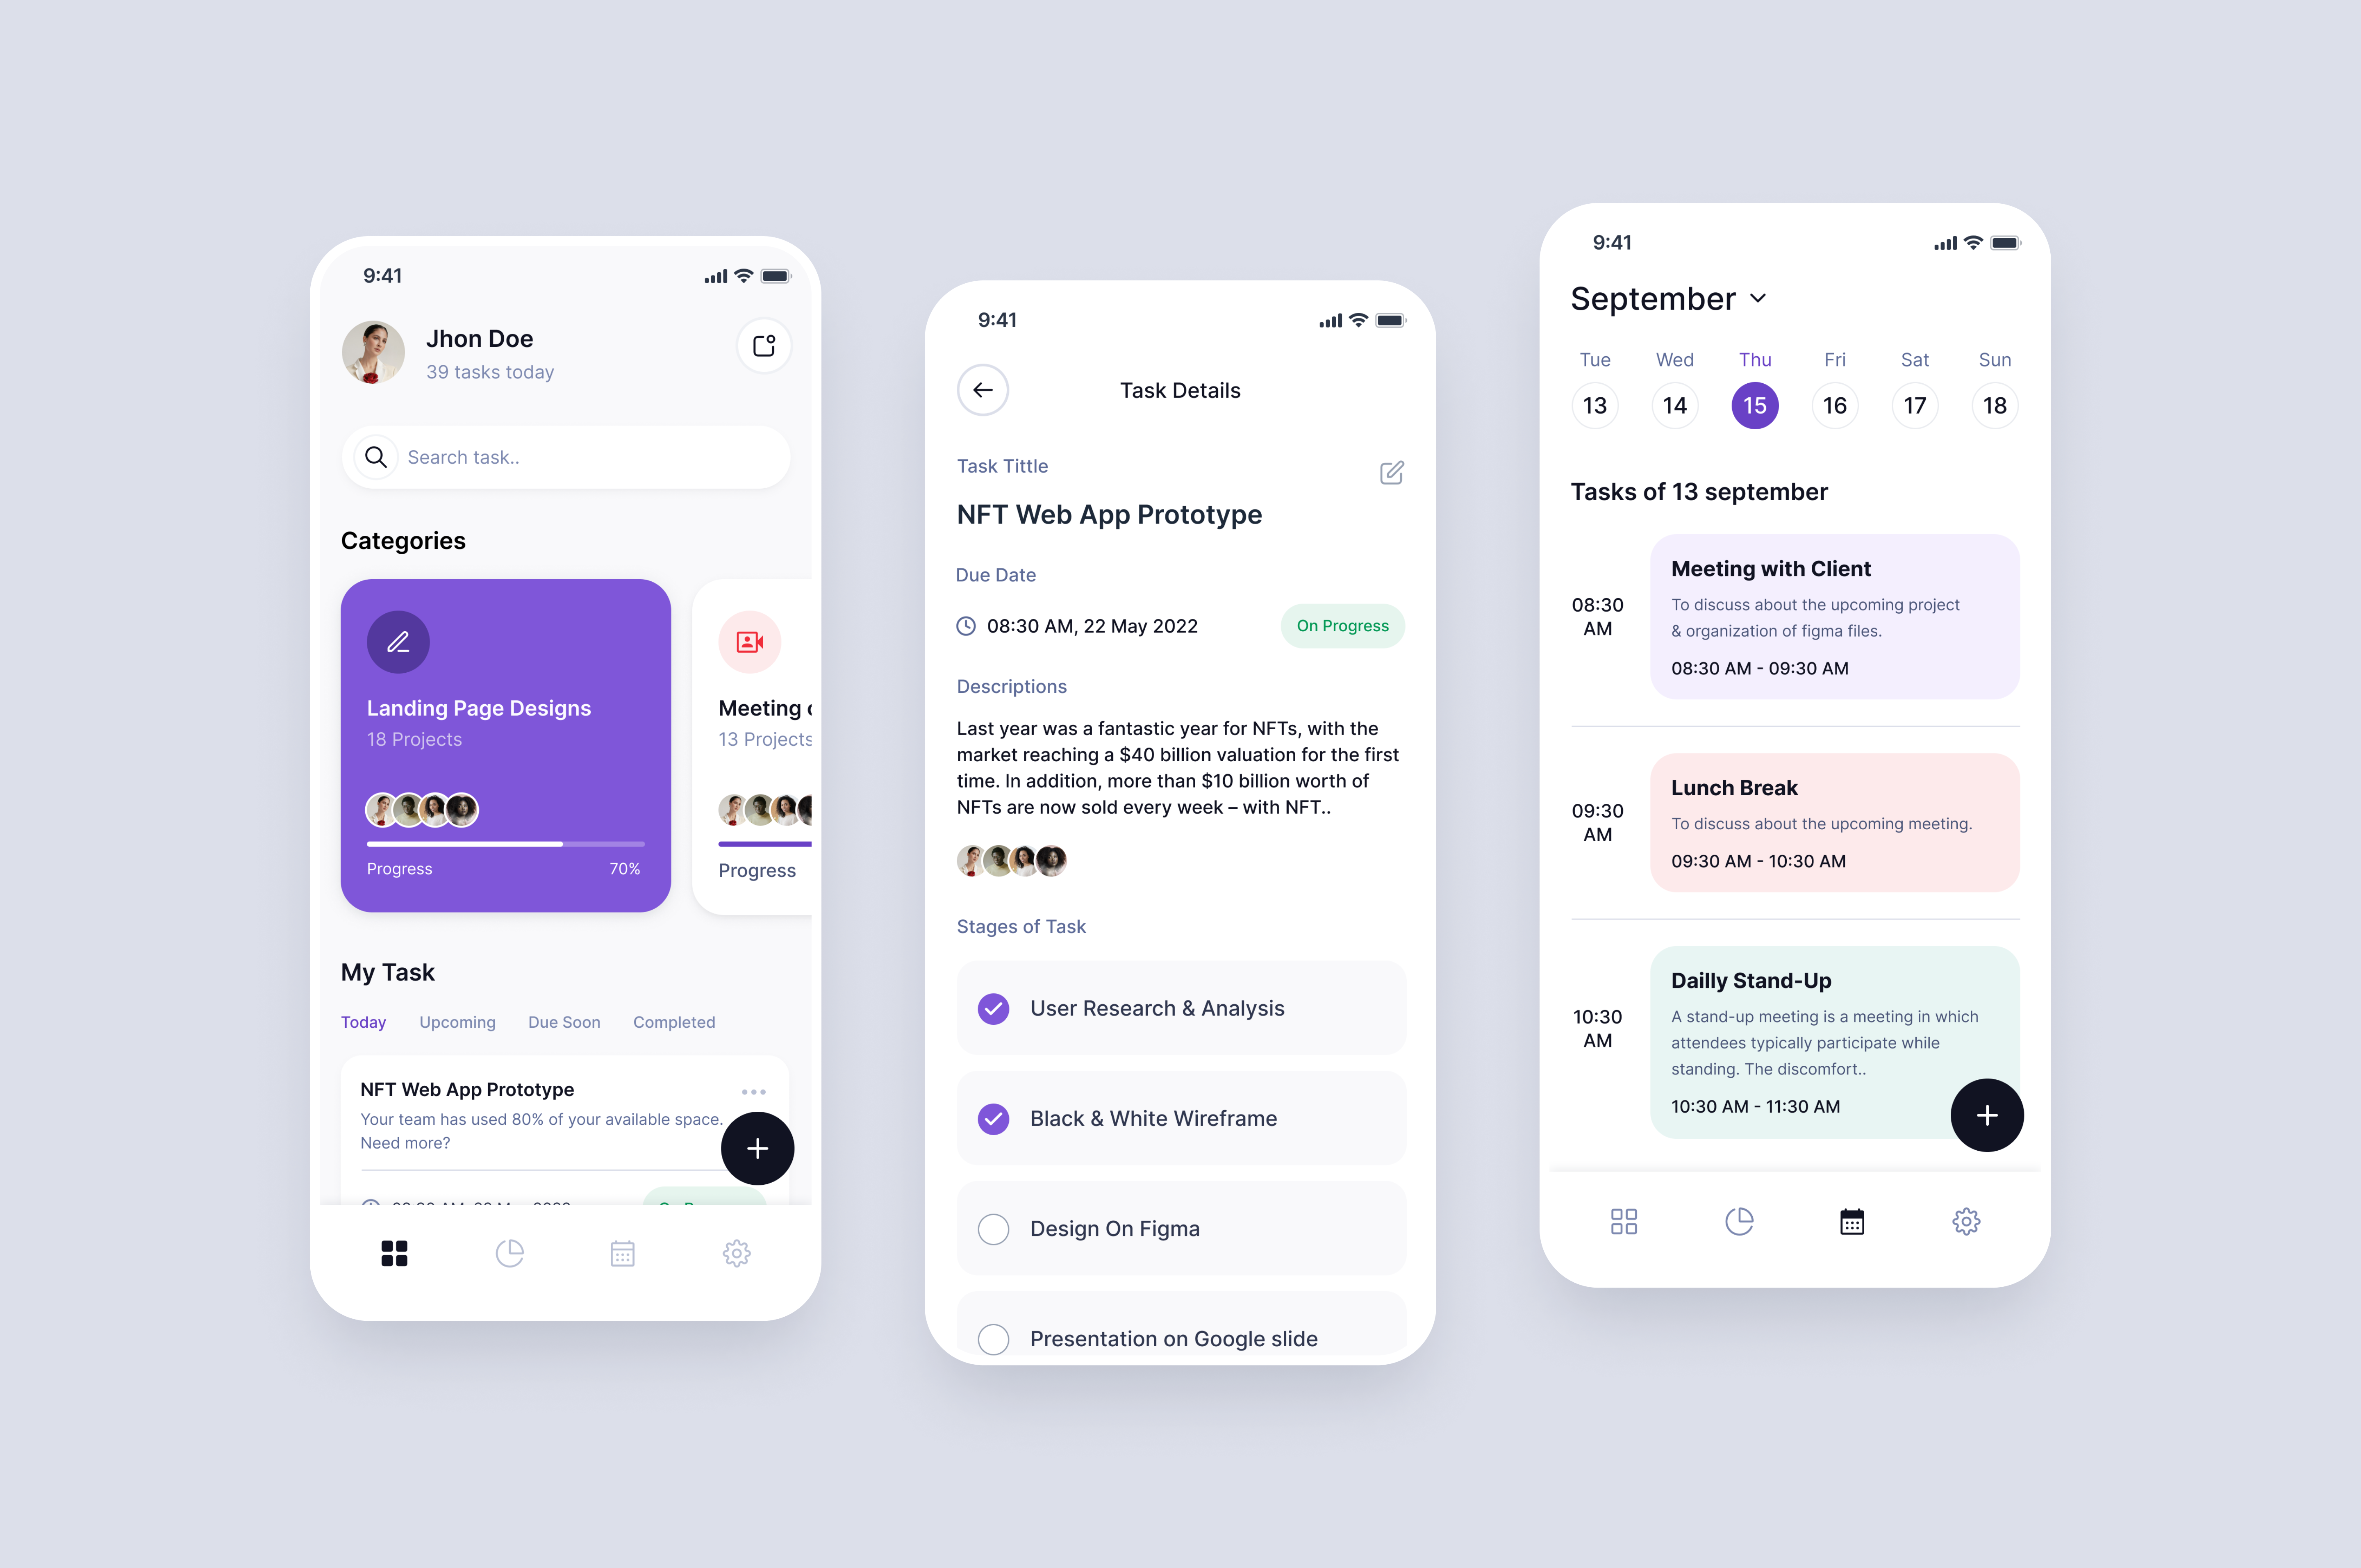 9:41
Jhon Doe
39 tasks today
Search task..
Categories
Landing Page Designs
18 Projects
Progress 70%
Meeting
13 Projects
Progress
My Task
Today Upcoming Due Soon Completed
NFT Web App Prototype
Your team has used 80% of your available space.
Need more?
9:41
Task Details
Task Tittle
NFT Web App Prototype
Due Date
08:30 AM, 22 May 2022
On Progress
Descriptions
Last year was a fantastic year for NFTs, with the
market reaching a $40 billion valuation for the first
time. In addition, more than $10 billion worth of
NFTs are now sold every week – with NFT..
Stages of Task
User Research & Analysis
Black & White Wireframe
Design On Figma
Presentation on Google slide
9:41
September
Tue Wed Thu Fri Sat Sun
13 14 15 16 17 18
Tasks of 13 september
08:30
AM
Meeting with Client
To discuss about the upcoming project
& organization of figma files.
08:30 AM - 09:30 AM
09:30
AM
Lunch Break
To discuss about the upcoming meeting.
09:30 AM - 10:30 AM
10:30
AM
Dailly Stand-Up
A stand-up meeting is a meeting in which
attendees typically participate while
standing. The discomfort..
10:30 AM - 11:30 AM